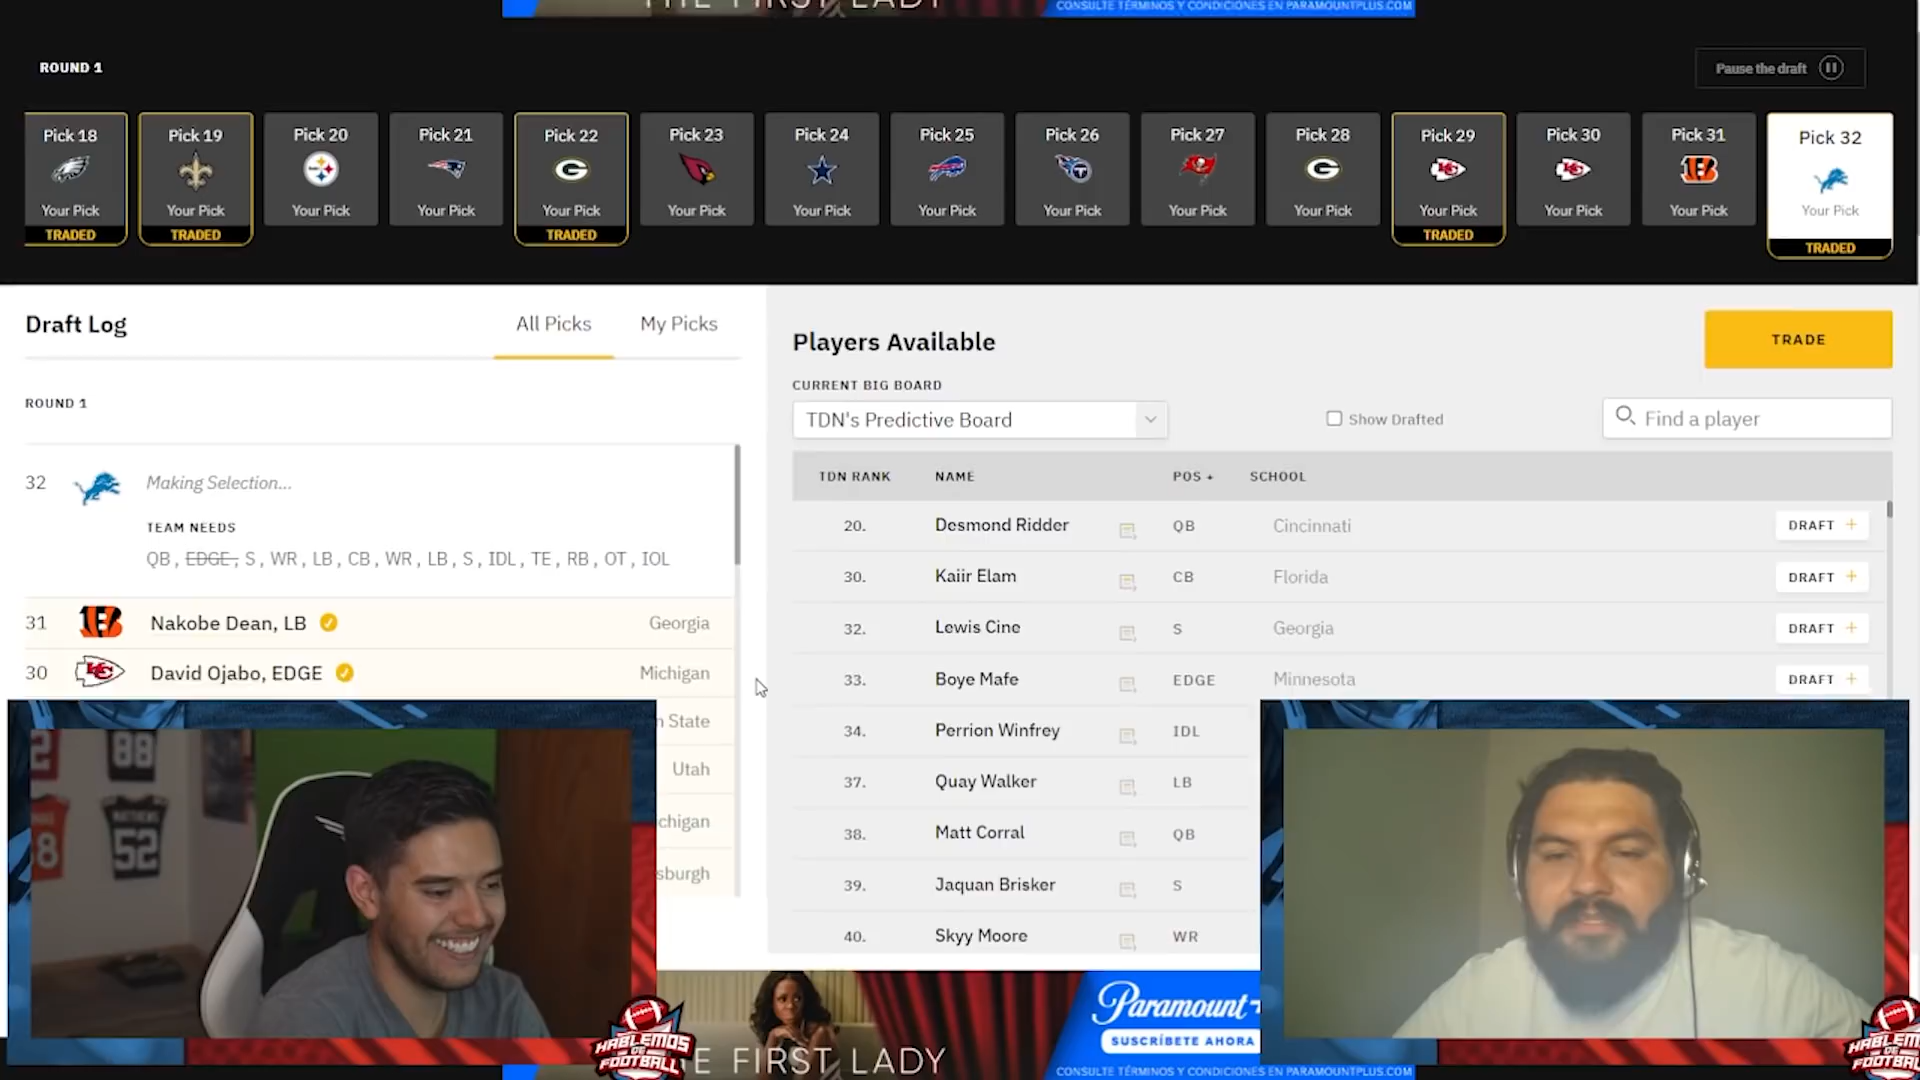 THE FIRST LADY
CONSULTE TÉRMINOS Y CONDICIONES EN PARAMOUNTPLUS.COM
ROUND 1
Pause the draft
Pick 18
Your Pick
TRADED
Pick 19
Your Pick
TRADED
Pick 20
Your Pick
Pick 21
Your Pick
Pick 22
Your Pick
TRADED
Pick 23
Your Pick
Pick 24
Your Pick
Pick 25
Your Pick
Pick 26
Your Pick
Pick 27
Your Pick
Pick 28
Your Pick
Pick 29
Your Pick
TRADED
Pick 30
Your Pick
Pick 31
Your Pick
Pick 32
Your Pick
TRADED
Draft Log
All Picks
My Picks
ROUND 1
32 Making Selection...
TEAM NEEDS
QB , EDGE , S , WR , LB , CB , WR , LB , S , IDL , TE , RB , OT , IOL
31 Nakobe Dean, LB Georgia
30 David Ojabo, EDGE Michigan
n State
Utah
chigan
sburgh
Players Available
TRADE
CURRENT BIG BOARD
TDN's Predictive Board
Show Drafted
Find a player
TDN RANK NAME POS SCHOOL
20. Desmond Ridder QB Cincinnati DRAFT +
30. Kaiir Elam CB Florida DRAFT +
32. Lewis Cine S Georgia DRAFT +
33. Boye Mafe EDGE Minnesota DRAFT +
34. Perrion Winfrey IDL
37. Quay Walker LB
38. Matt Corral QB
39. Jaquan Brisker S
40. Skyy Moore WR
88
52
HABLEMOS
DE
FOOTBALL
E FIRST LADY
Paramount+
SUSCRÍBETE AHORA
CONSULTE TÉRMINOS Y CONDICIONES EN PARAMOUNTPLUS.COM
HABLEM
DE
FOOTBAL